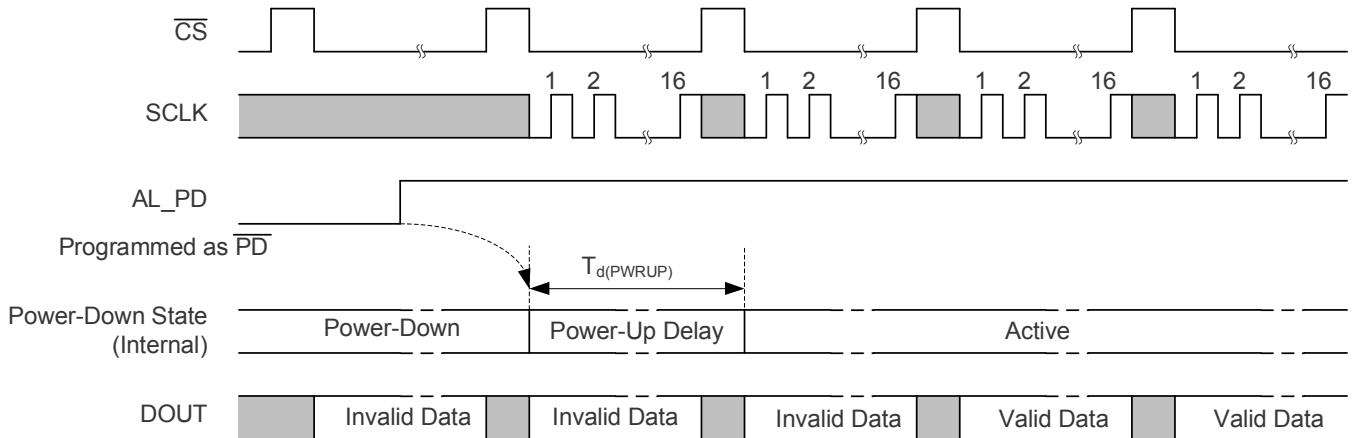 CS
1 2 16 1 2 16 1 2 16 1 2 16
SCLK
AL_PD
Programmed as PD
Td(PWRUP)
Power-Down State
(Internal)
Power-Down Power-Up Delay Active
DOUT Invalid Data Invalid Data Invalid Data Valid Data Valid Data